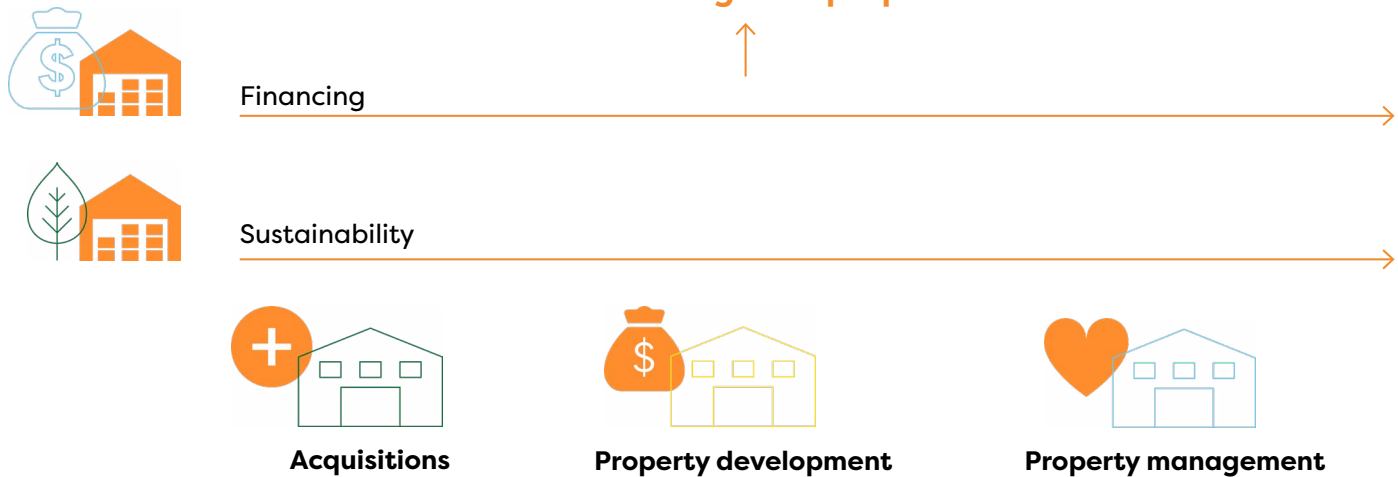 $
Financing
Sustainability
$
Acquisitions
Property development
Property management